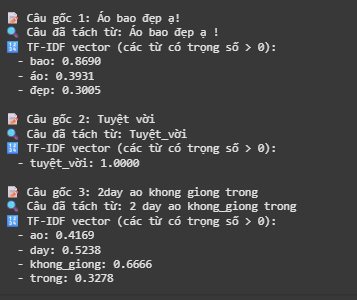 📝 Câu gốc 1: Áo bao đẹp ạ!
🔍 Câu đã tách từ: Áo bao đẹp ạ !
🔢 TF-IDF vector (các từ có trọng số > 0):
- bao: 0.8690
- áo: 0.3931
- đẹp: 0.3005
📝 Câu gốc 2: Tuyệt vời
🔍 Câu đã tách từ: Tuyệt_vời
🔢 TF-IDF vector (các từ có trọng số > 0):
- tuyệt_vời: 1.0000
📝 Câu gốc 3: 2day ao khong giong trong
🔍 Câu đã tách từ: 2 day ao khong_giong trong
🔢 TF-IDF vector (các từ có trọng số > 0):
- ao: 0.4169
- day: 0.5238
- khong_giong: 0.6666
- trong: 0.3278